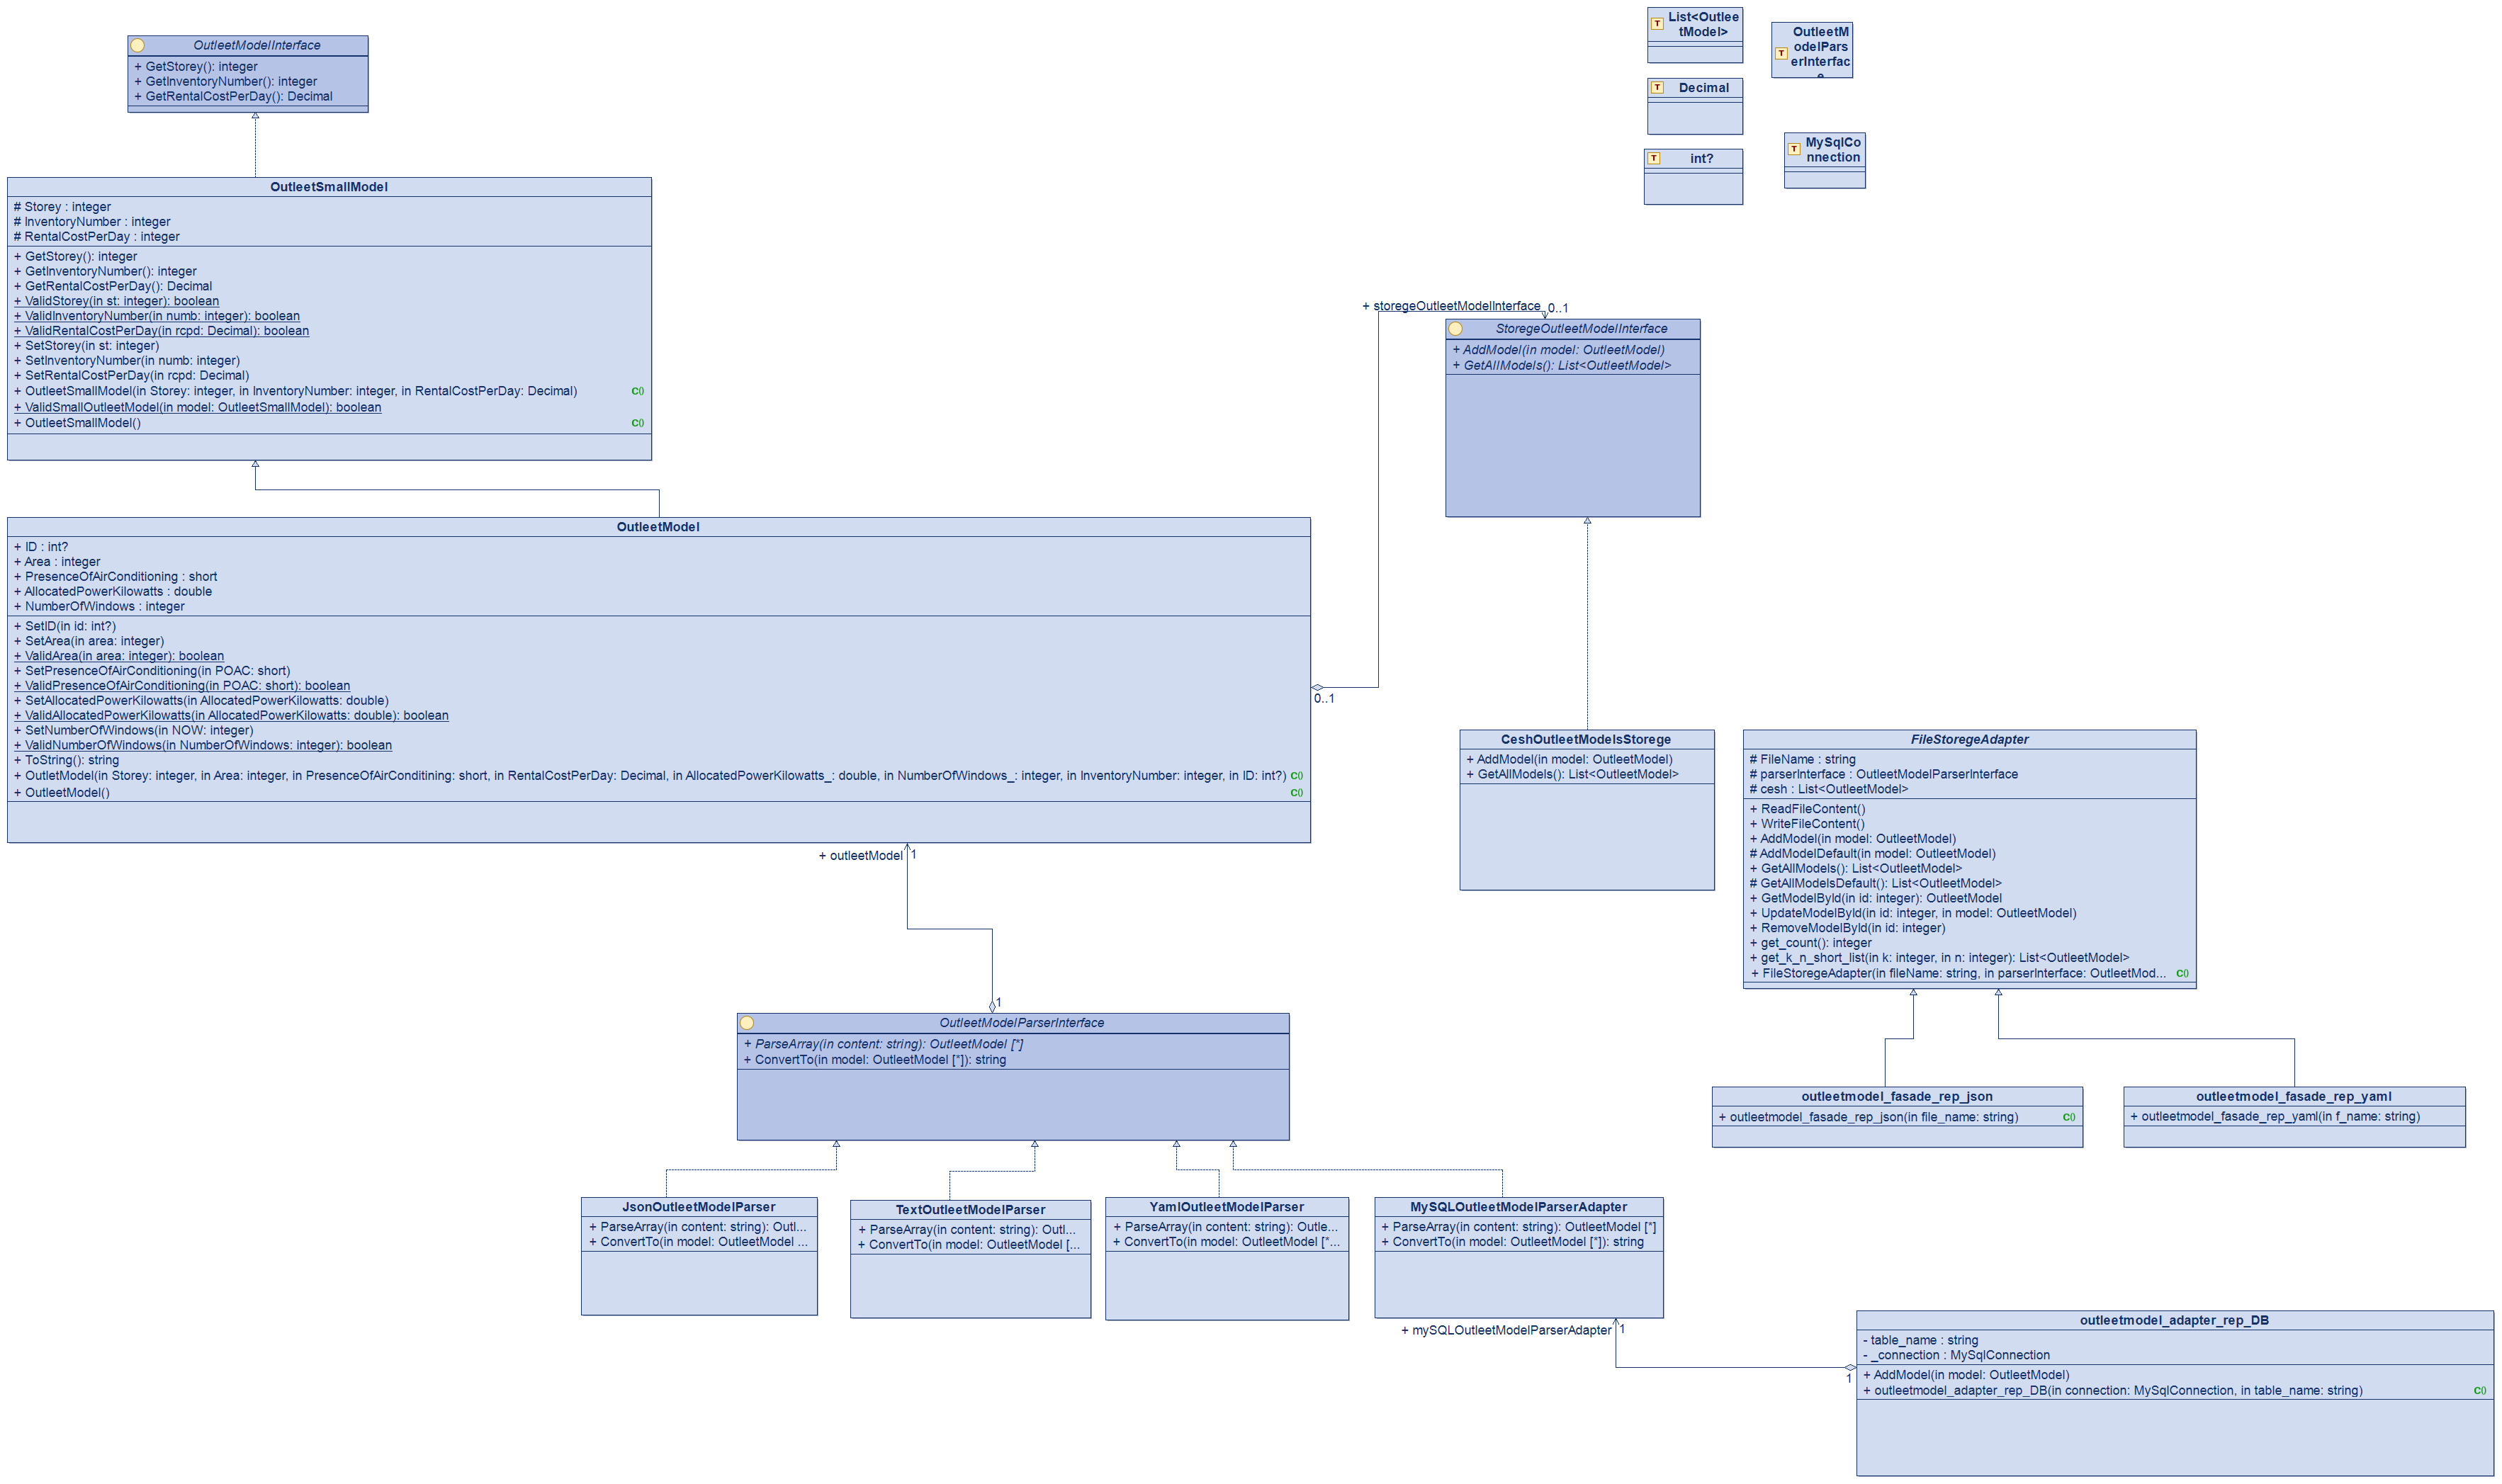 OutleetModelInterface
+ GetStorey(): integer
+ GetInventoryNumber(): integer
+ GetRentalCostPerDay(): Decimal
List<Outlee
tModel>
OutleetM
odelPars
erInterfac
e
Decimal
int?
MySqlCo
nnection
OutleetSmallModel
# Storey : integer
# InventoryNumber : integer
# RentalCostPerDay : integer
+ GetStorey(): integer
+ GetInventoryNumber(): integer
+ GetRentalCostPerDay(): Decimal
+ ValidStorey(in st: integer): boolean
+ ValidInventoryNumber(in numb: integer): boolean
+ ValidRentalCostPerDay(in rcpd: Decimal): boolean
+ SetStorey(in st: integer)
+ SetInventoryNumber(in numb: integer)
+ SetRentalCostPerDay(in rcpd: Decimal)
+ OutleetSmallModel(in Storey: integer, in InventoryNumber: integer, in RentalCostPerDay: Decimal) C()
+ ValidSmallOutleetModel(in model: OutleetSmallModel): boolean
+ OutleetSmallModel() C()
+ storegeOutleetModelInterface 0..1
StoregeOutleetModelInterface
+ AddModel(in model: OutleetModel)
+ GetAllModels(): List<OutleetModel>
OutleetModel
+ ID : int?
+ Area : integer
+ PresenceOfAirConditioning : short
+ AllocatedPowerKilowatts : double
+ NumberOfWindows : integer
+ SetID(in id: int?)
+ SetArea(in area: integer)
+ ValidArea(in area: integer): boolean
+ SetPresenceOfAirConditioning(in POAC: short)
+ ValidPresenceOfAirConditioning(in POAC: short): boolean
+ SetAllocatedPowerKilowatts(in AllocatedPowerKilowatts: double)
+ ValidAllocatedPowerKilowatts(in AllocatedPowerKilowatts: double): boolean
+ SetNumberOfWindows(in NOW: integer)
+ ValidNumberOfWindows(in NumberOfWindows: integer): boolean
+ ToString(): string
+ OutletModel(in Storey: integer, in Area: integer, in PresenceOfAirConditining: short, in RentalCostPerDay: Decimal, in AllocatedPowerKilowatts_: double, in NumberOfWindows_: integer, in InventoryNumber: integer, in ID: int?) C()
+ OutleetModel() C()
0..1
CeshOutleetModelsStorege
+ AddModel(in model: OutleetModel)
+ GetAllModels(): List<OutleetModel>
FileStoregeAdapter
# FileName : string
# parserInterface : OutleetModelParserInterface
# cesh : List<OutleetModel>
+ ReadFileContent()
+ WriteFileContent()
+ AddModel(in model: OutleetModel)
# AddModelDefault(in model: OutleetModel)
+ GetAllModels(): List<OutleetModel>
# GetAllModelsDefault(): List<OutleetModel>
+ GetModelById(in id: integer): OutleetModel
+ UpdateModelById(in id: integer, in model: OutleetModel)
+ RemoveModelById(in id: integer)
+ get_count(): integer
+ get_k_n_short_list(in k: integer, in n: integer): List<OutleetModel>
+ FileStoregeAdapter(in fileName: string, in parserInterface: OutleetMod... C()
+ outleetModel 1
1
OutleetModelParserInterface
+ ParseArray(in content: string): OutleetModel [*]
+ ConvertTo(in model: OutleetModel [*]): string
outleetmodel_fasade_rep_json
+ outleetmodel_fasade_rep_json(in file_name: string) C()
outleetmodel_fasade_rep_yaml
+ outleetmodel_fasade_rep_yaml(in f_name: string)
JsonOutleetModelParser
+ ParseArray(in content: string): Outl...
+ ConvertTo(in model: OutleetModel ...
TextOutleetModelParser
+ ParseArray(in content: string): Outl...
+ ConvertTo(in model: OutleetModel [...
YamlOutleetModelParser
+ ParseArray(in content: string): Outle...
+ ConvertTo(in model: OutleetModel [*...
MySQLOutleetModelParserAdapter
+ ParseArray(in content: string): OutleetModel [*]
+ ConvertTo(in model: OutleetModel [*]): string
+ mySQLOutleetModelParserAdapter 1
1
outleetmodel_adapter_rep_DB
- table_name : string
- _connection : MySqlConnection
+ AddModel(in model: OutleetModel)
+ outleetmodel_adapter_rep_DB(in connection: MySqlConnection, in table_name: string) C()